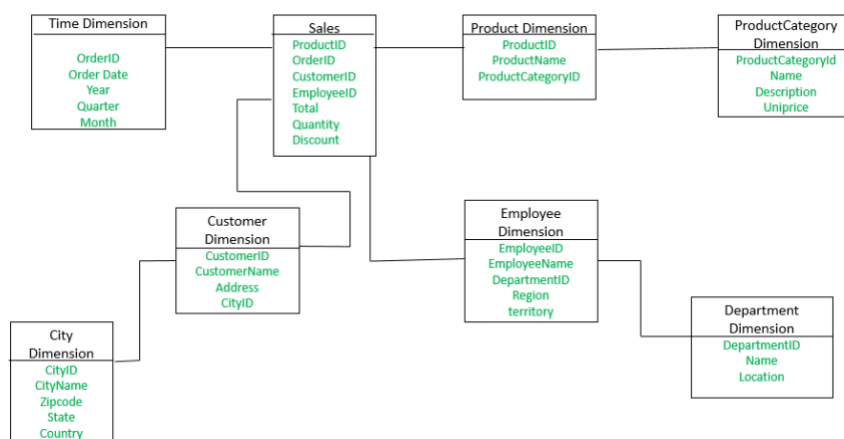 Time Dimension
OrderID
Order Date
Year
Quarter
Month
Sales
ProductID
OrderID
CustomerID
EmployeeID
Total
Quantity
Discount
Product Dimension
ProductID
ProductName
ProductCategoryID
ProductCategory
Dimension
ProductCategoryId
Name
Description
Uniprice
Customer
Dimension
CustomerID
CustomerName
Address
CityID
Employee
Dimension
EmployeeID
EmployeeName
DepartmentID
Region
territory
City
Dimension
CityID
CityName
Zipcode
State
Country
Department
Dimension
DepartmentID
Name
Location